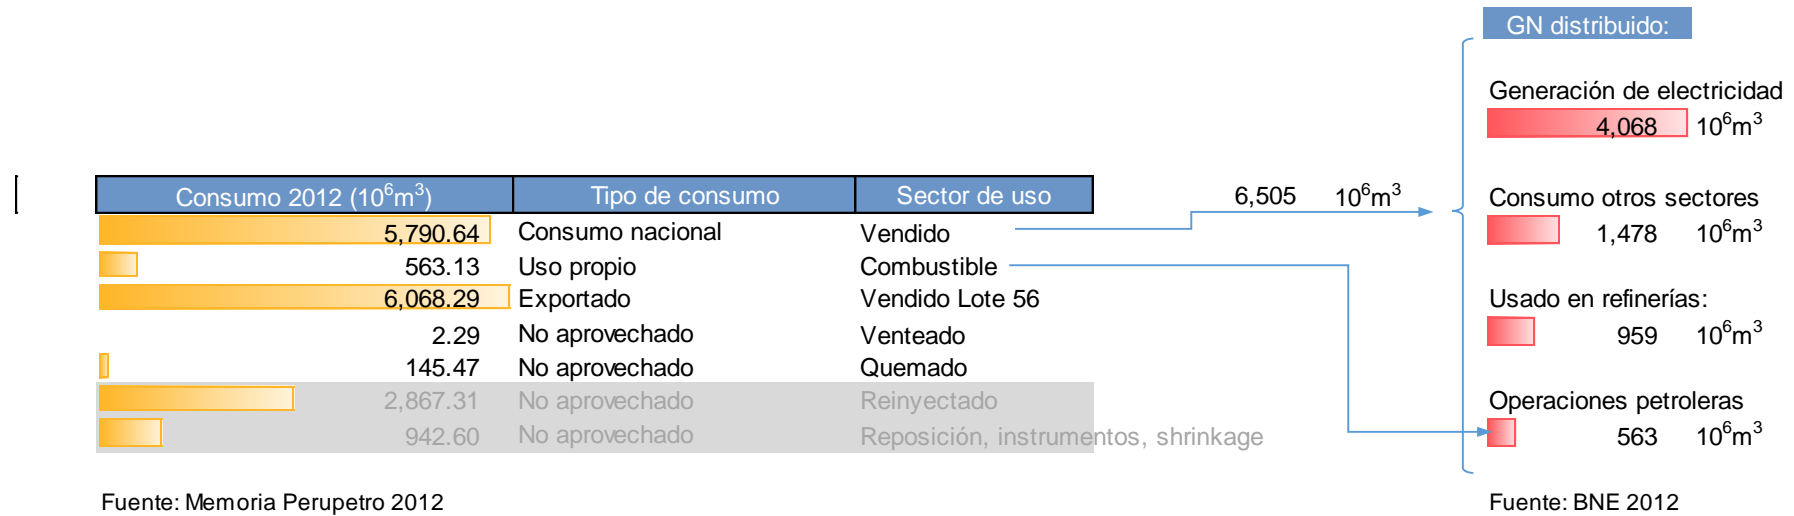 GN distribuido:
Generación de electricidad
4,068 10⁶m³
Consumo 2012 (10⁶m³) Tipo de consumo Sector de uso
6,505 10⁶m³
Consumo otros sectores
5,790.64 Consumo nacional Vendido
1,478 10⁶m³
563.13 Uso propio Combustible
6,068.29 Exportado Vendido Lote 56
Usado en refinerías:
2.29 No aprovechado Venteado
959 10⁶m³
145.47 No aprovechado Quemado
2,867.31 No aprovechado Reinyectado
Operaciones petroleras
942.60 No aprovechado Reposición, instrumentos, shrinkage
563 10⁶m³
Fuente: Memoria Perupetro 2012
Fuente: BNE 2012